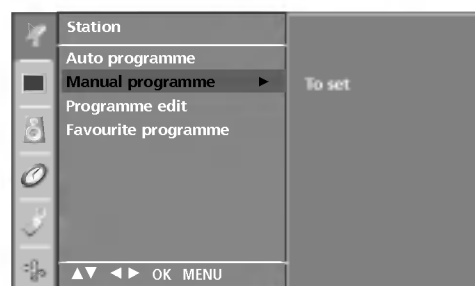 Station
Auto programme
Manual programme ►
To set
Programme edit
Favourite programme
▲▼ ◄► OK MENU